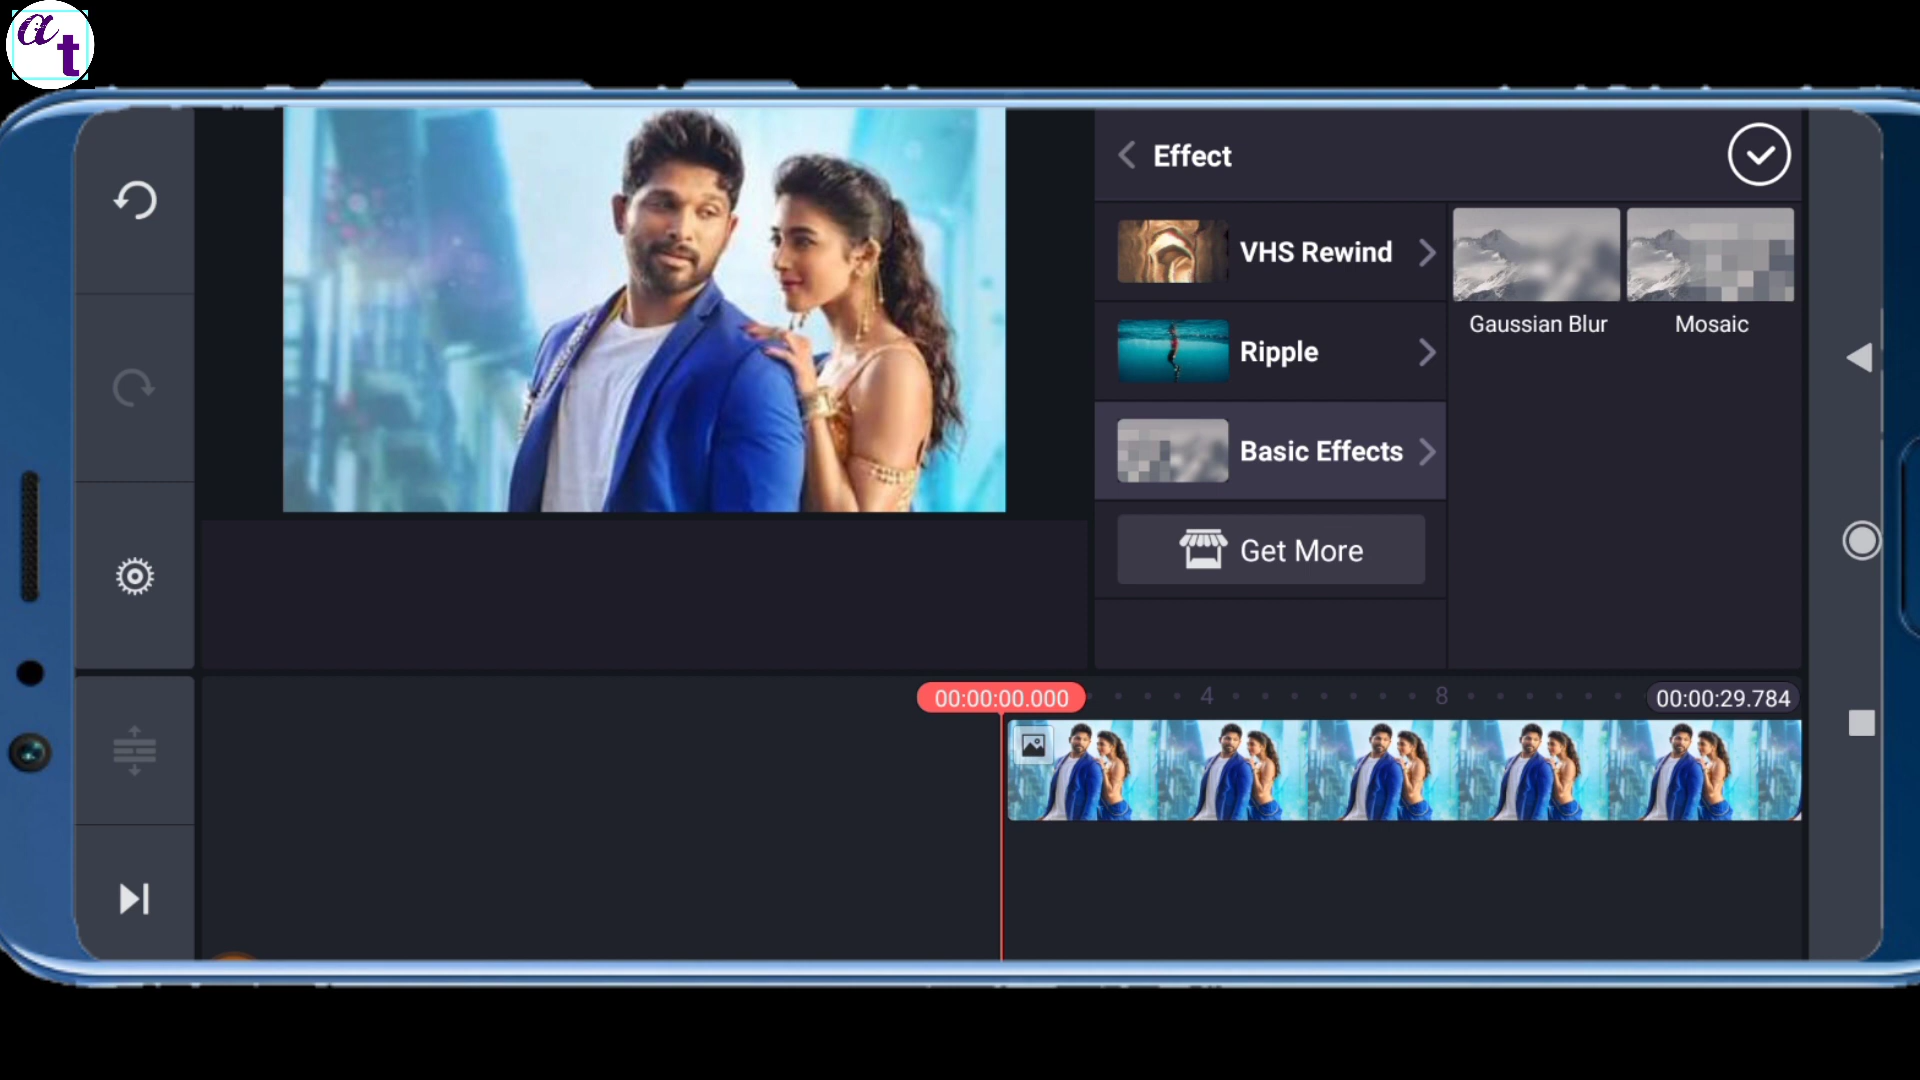 at
Effect
VHS Rewind
Ripple
Basic Effects
Get More
Gaussian Blur
Mosaic
00:00:00.000
4
8
00:00:29.784